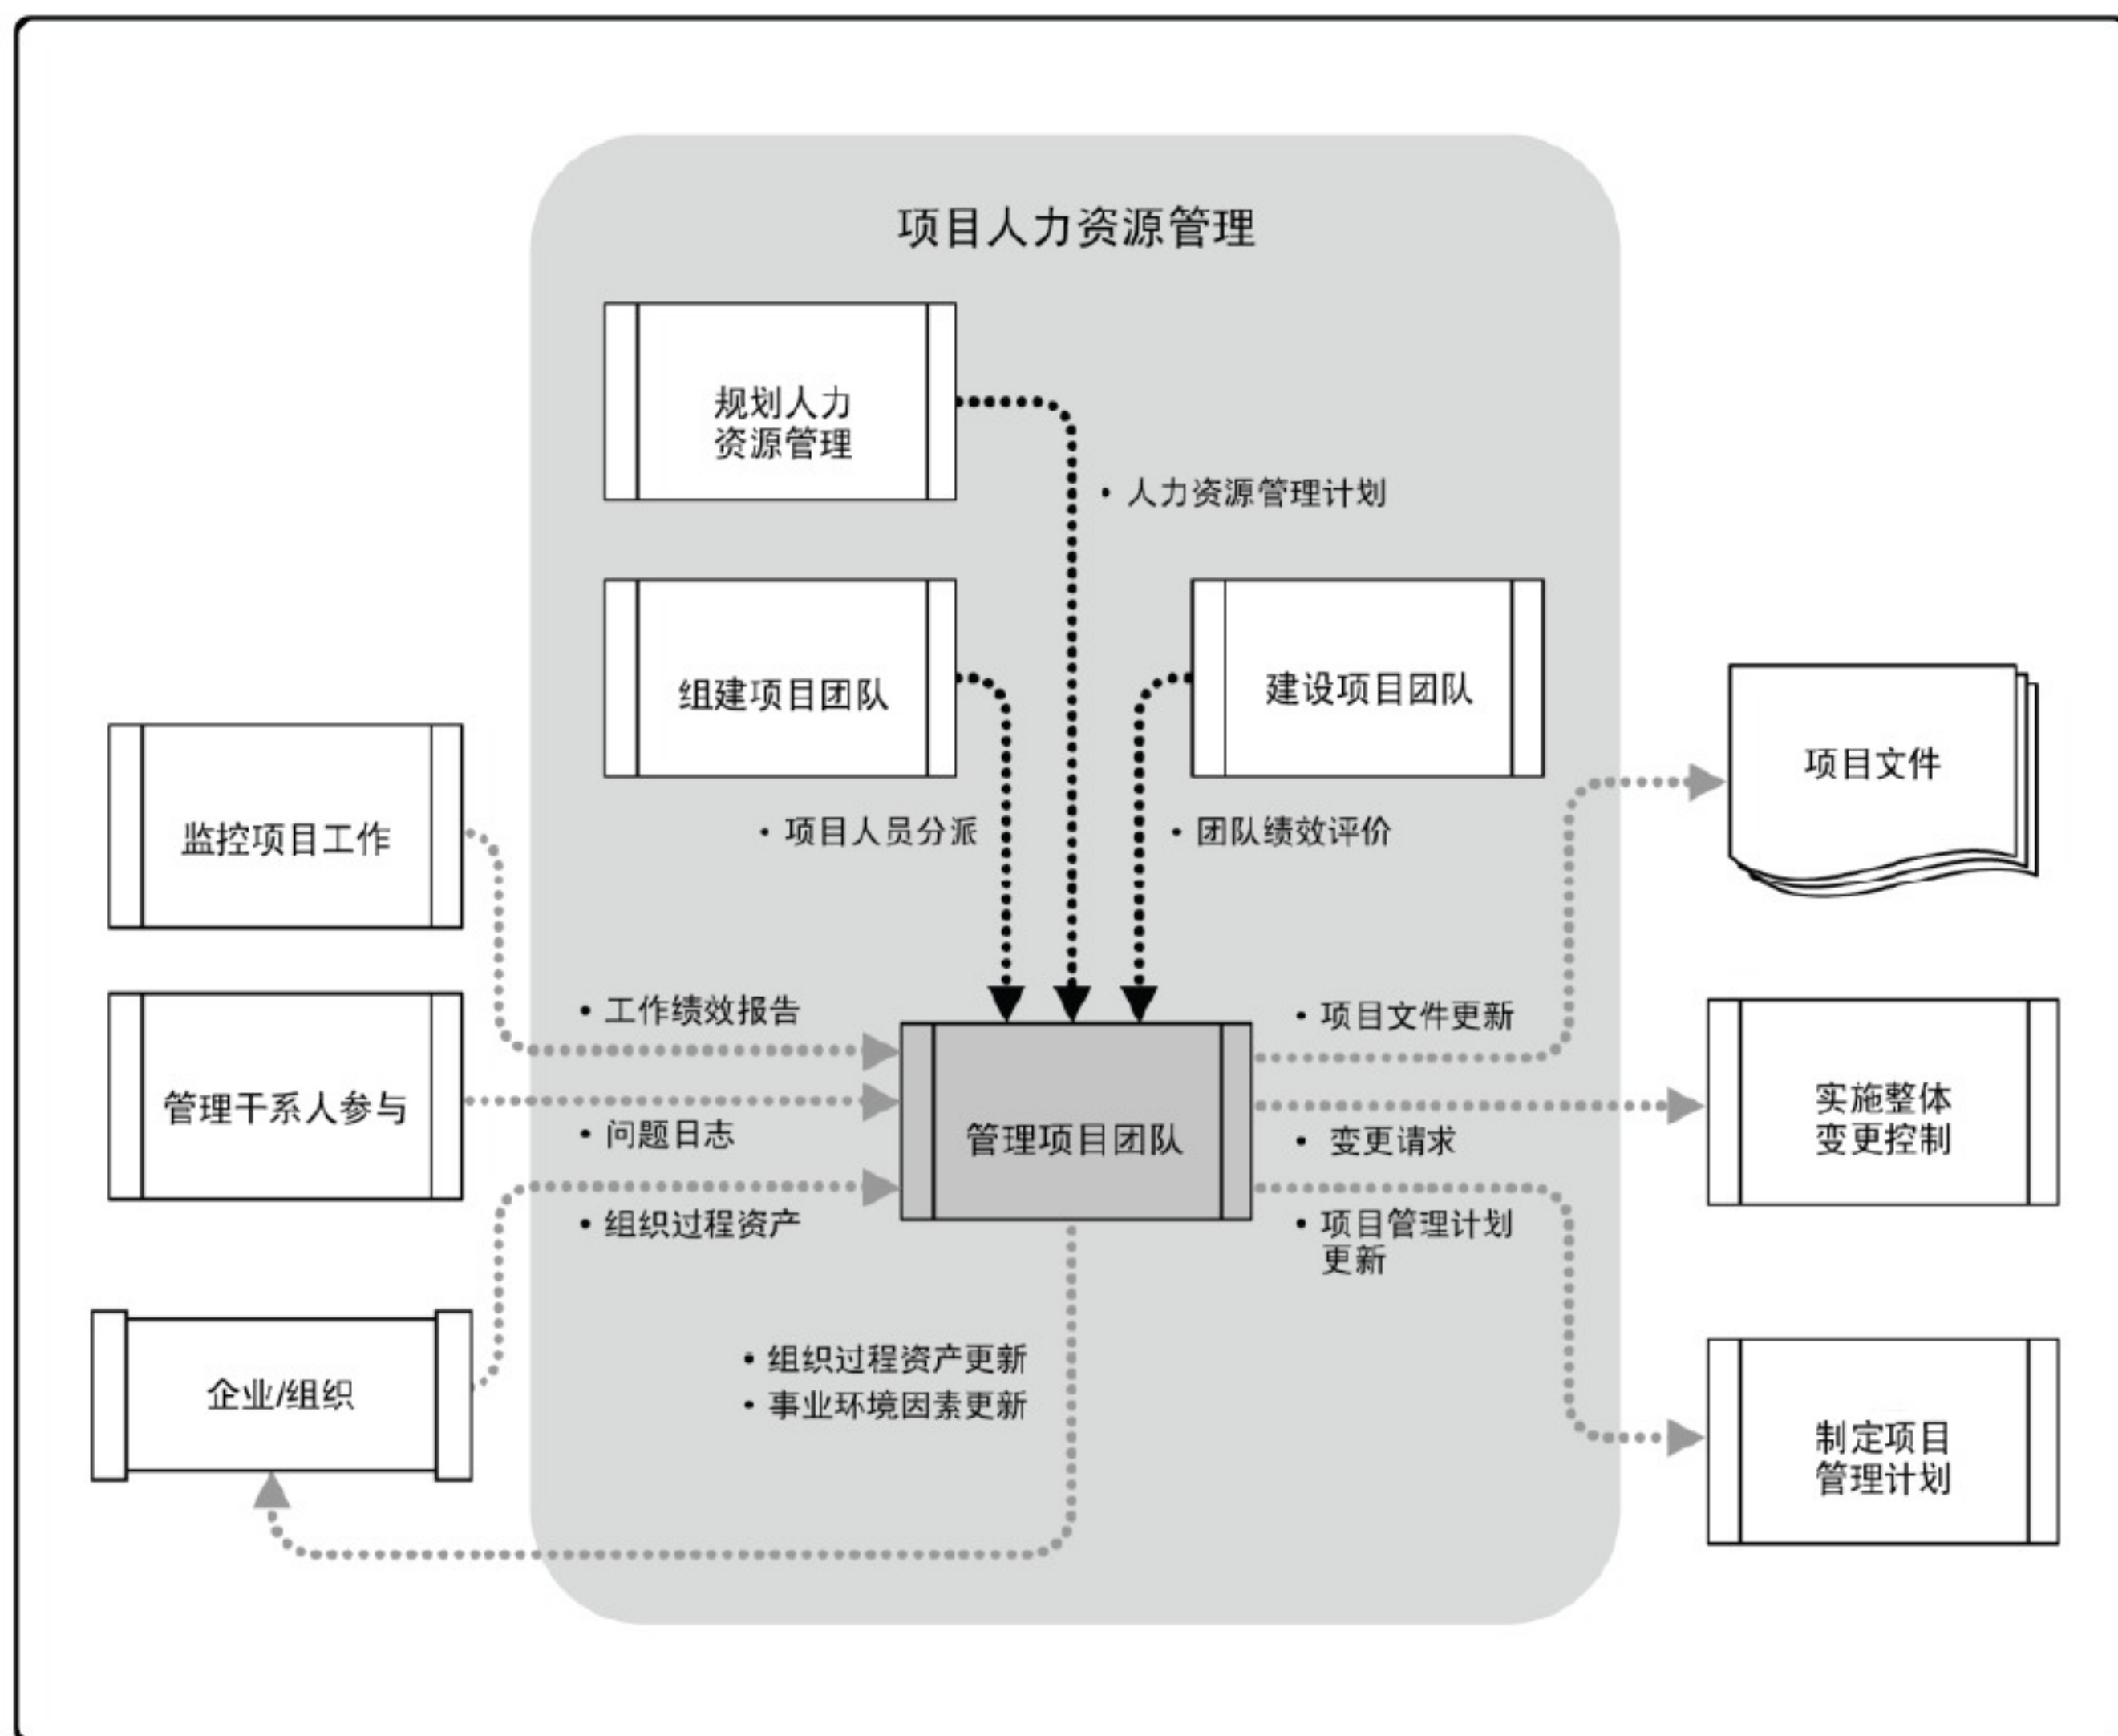 项目人力资源管理
规划人力
资源管理
• 人力资源管理计划
组建项目团队
建设项目团队
项目文件
监控项目工作
• 项目人员分派
• 团队绩效评价
• 工作绩效报告
• 项目文件更新
管理干系人参与
• 问题日志
管理项目团队
• 变更请求
实施整体
变更控制
• 组织过程资产
• 项目管理计划
更新
企业/组织
• 组织过程资产更新
• 事业环境因素更新
制定项目
管理计划